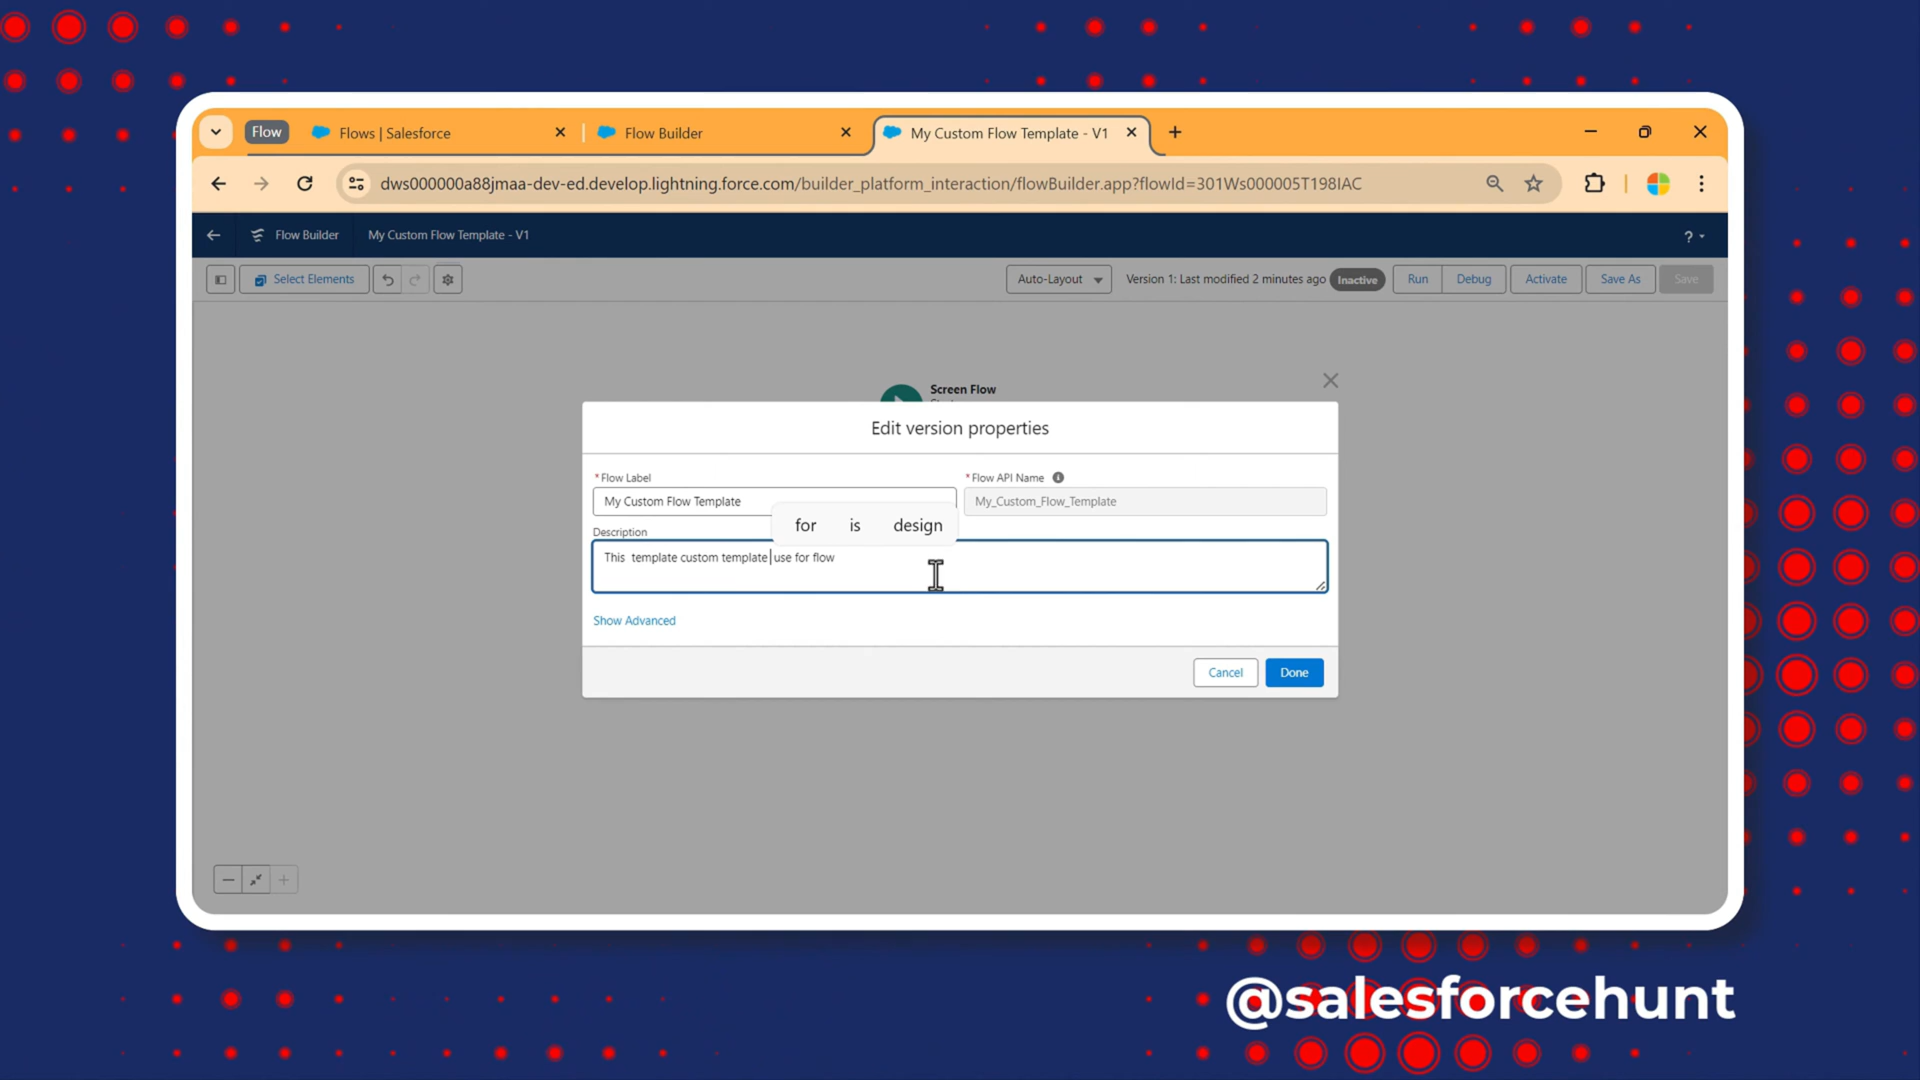 Flow
Flows | Salesforce
Flow Builder
My Custom Flow Template - V1
dws000000a88jmaa-dev-ed.develop.lightning.force.com/builder_platform_interaction/flowBuilder.app?flowId=301Ws000005T198IAC
Flow Builder
My Custom Flow Template - V1
?
Select Elements
Auto-Layout
Version 1: Last modified 2 minutes ago
Inactive
Run
Debug
Activate
Save As
Save
Screen Flow
Edit version properties
*Flow Label
*Flow API Name
My Custom Flow Template
My_Custom_Flow_Template
for is design
Description
This  template custom template use for flow
Show Advanced
Cancel
Done
@salesforcehunt